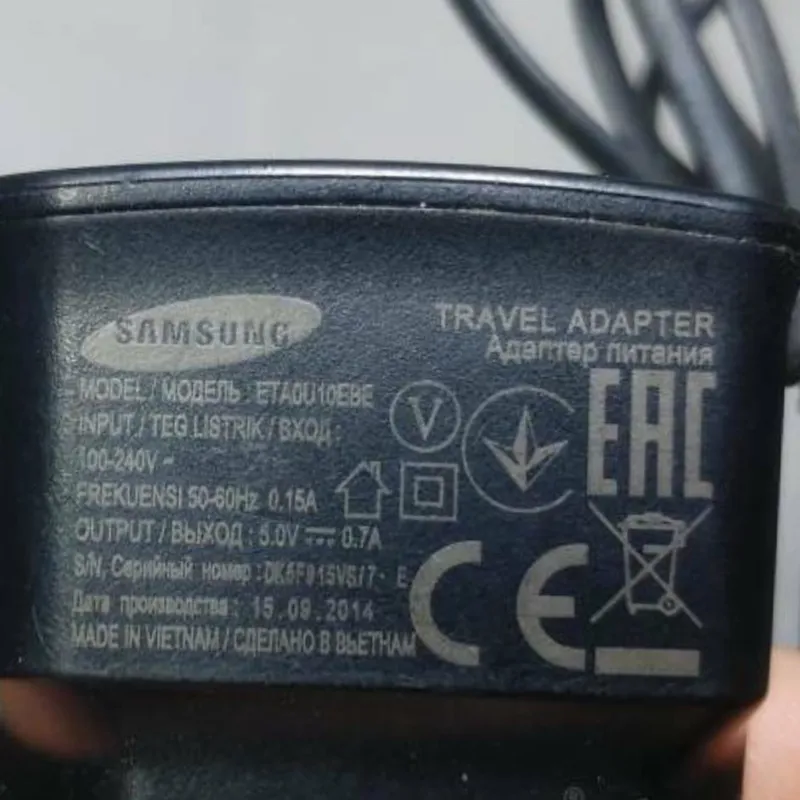 SAMSUNG
TRAVEL ADAPTER
Адаптер питания
MODEL / МОДЕЛЬ : ETA0U10EBE
INPUT / TEG LISTRIK / ВХОД :
100-240V ~
FREKUENSI 50-60Hz 0.15A
OUTPUT / ВЫХОД : 5.0V ⎓ 0.7A
S/N, Серийный номер :
Дата производства : 15.09.2014
MADE IN VIETNAM / СДЕЛАНО В ВЬЕТНАМ
V
EAC
CE